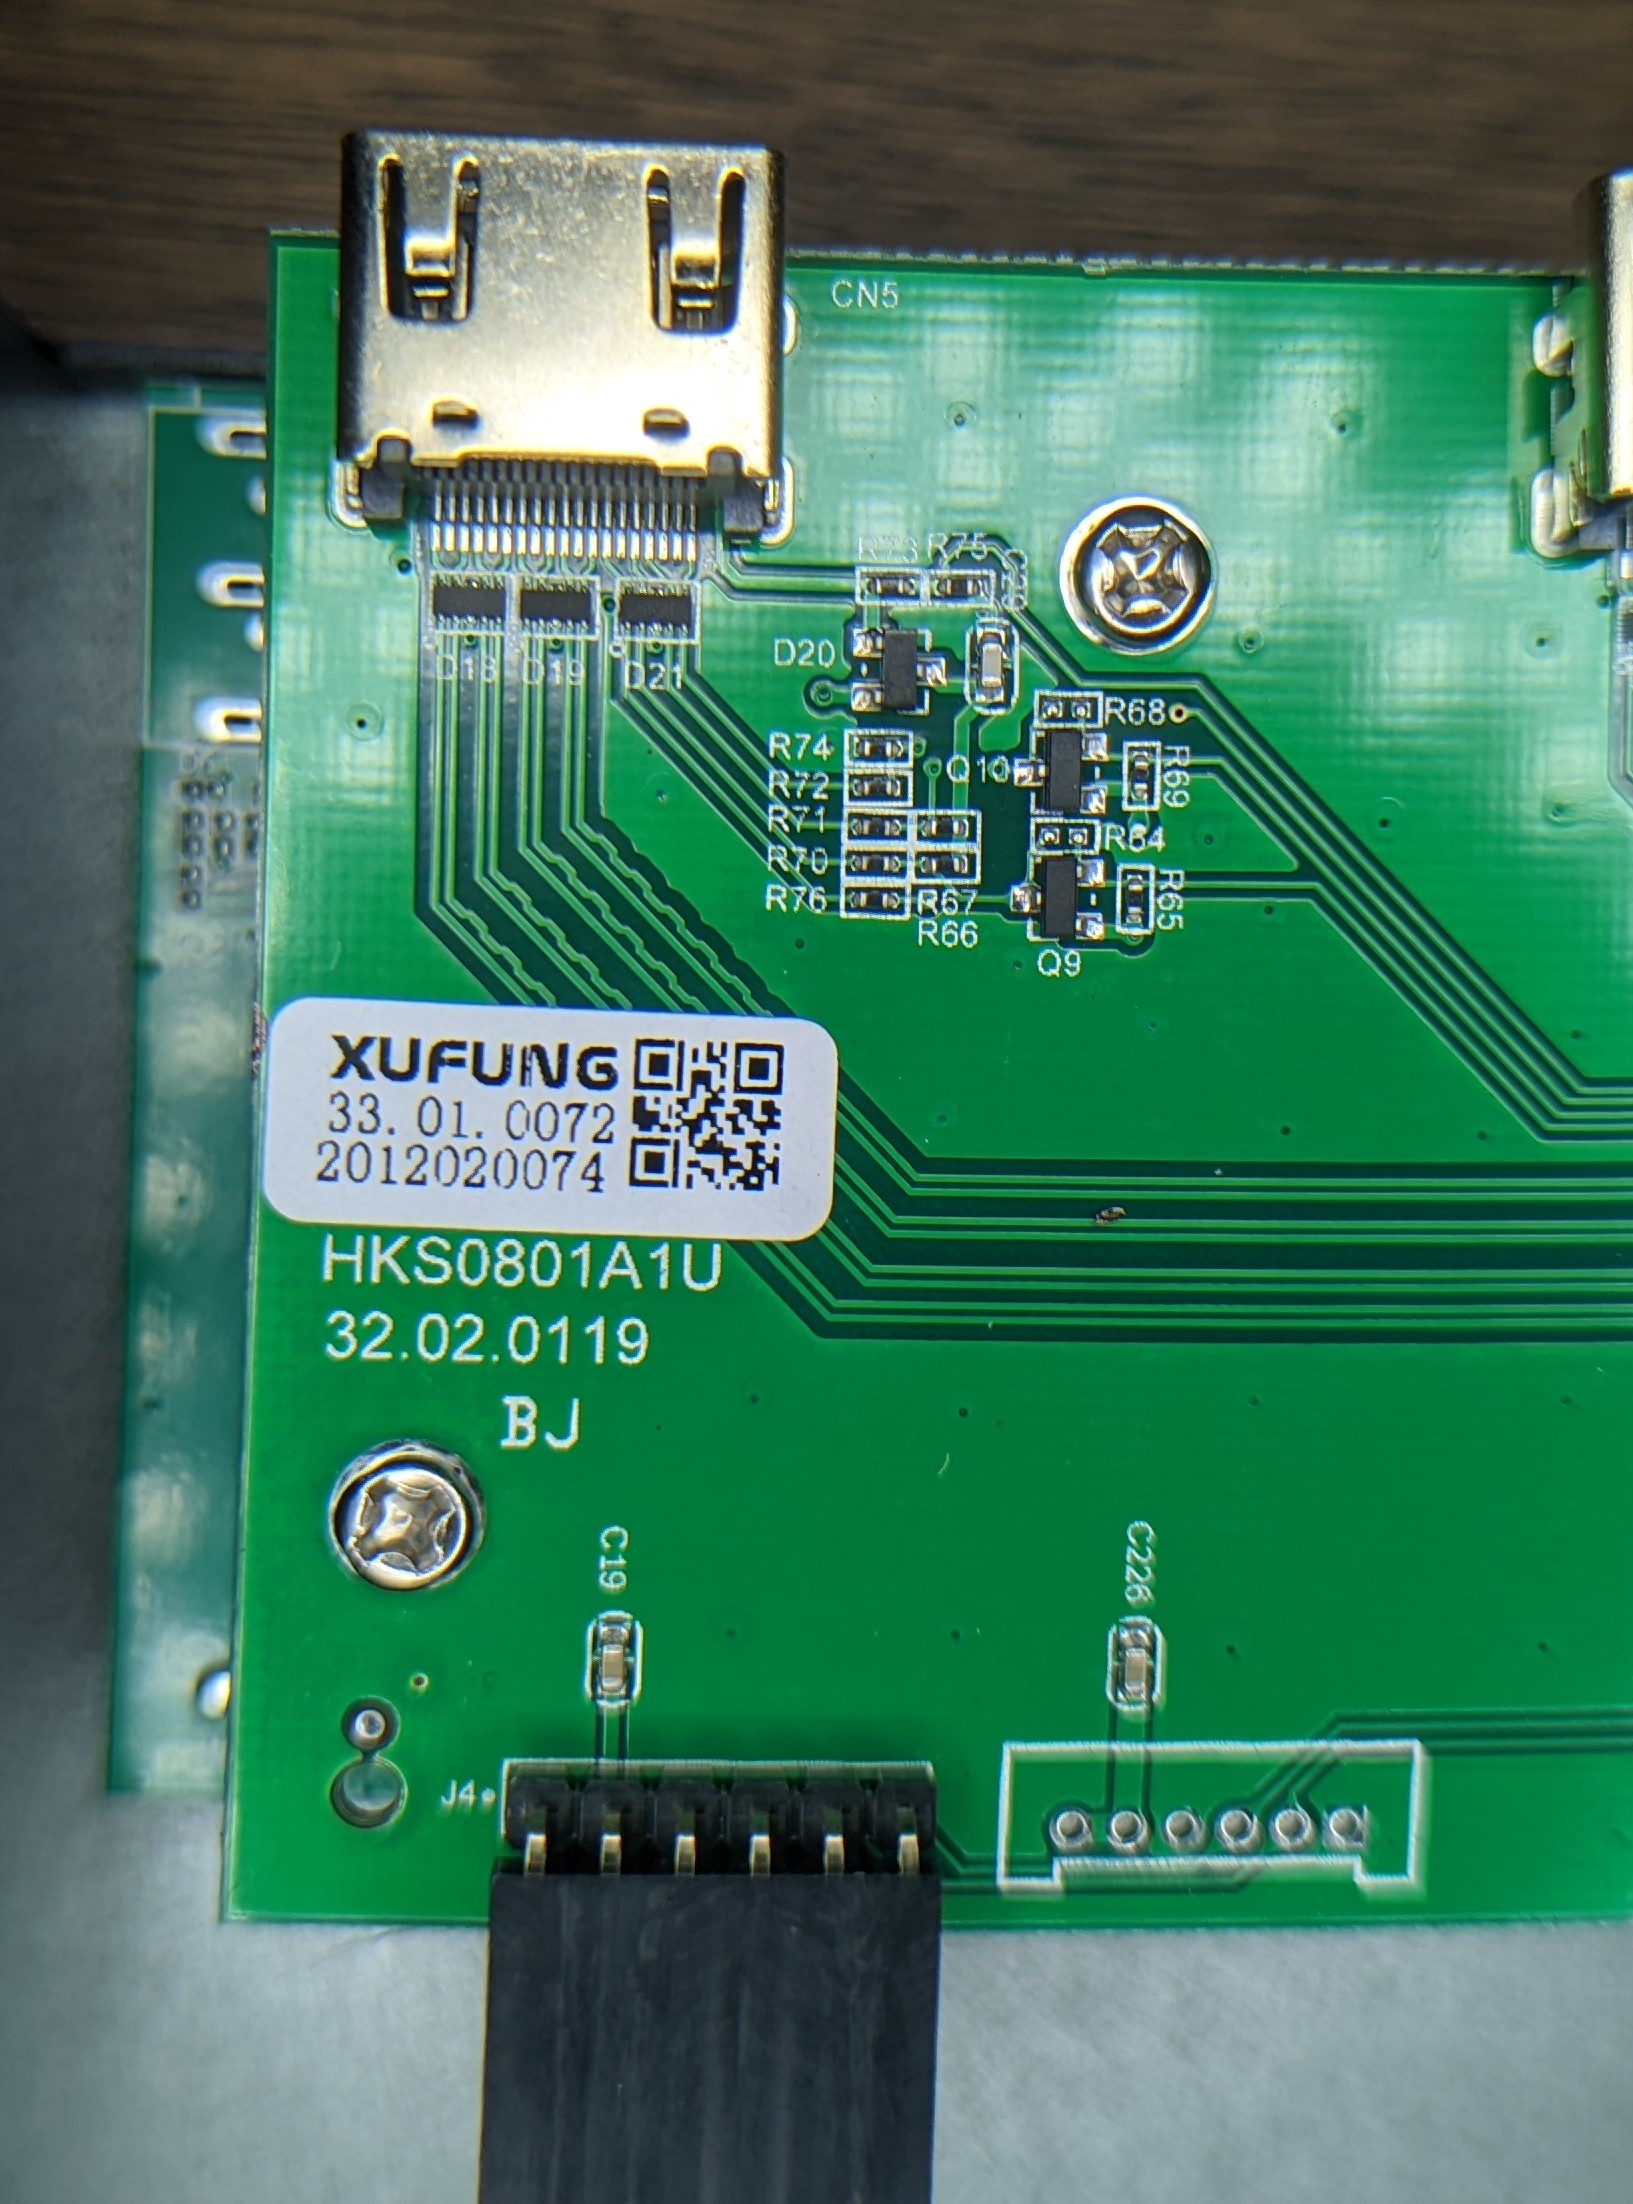 CN5
R73 R75
D18 D19 D21
D20
R68
R74
Q10
R69
R72
R71
R64
R70
R76
R67
R65
R66
Q9
XUFUNG
33.01.0072
2012020074
HKS0801A1U
32.02.0119
BJ
C19
C226
J4